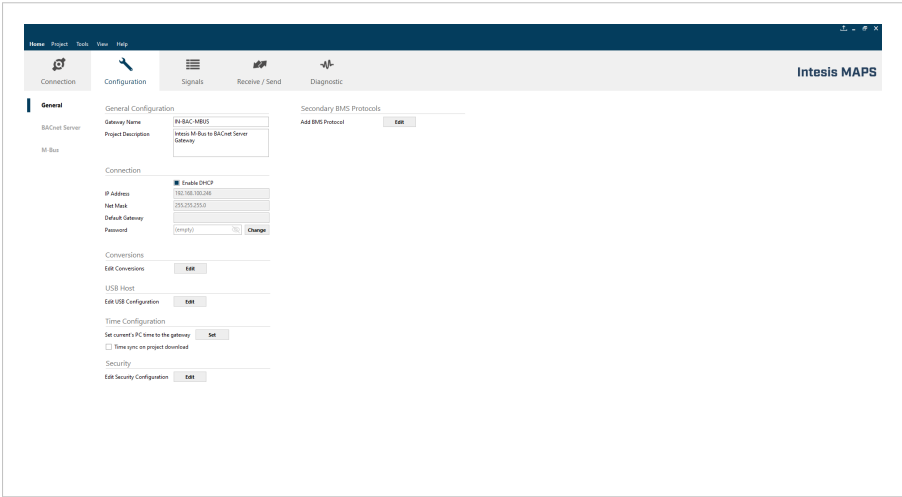 Home Project Tools View Help
Connection Configuration Signals Receive / Send Diagnostic
Intesis MAPS
General
BACnet Server
M-Bus
General Configuration
Gateway Name IN-BAC-MBUS
Project Description Intesis M-Bus to BACnet Server
Gateway
Connection
Enable DHCP
IP Address 192.168.100.246
Net Mask 255.255.255.0
Default Gateway
Password (empty) Change
Conversions
Edit Conversions Edit
USB Host
Edit USB Configuration Edit
Time Configuration
Set current's PC time to the gateway Set
Time sync on project download
Security
Edit Security Configuration Edit
Secondary BMS Protocols
Add BMS Protocol Edit